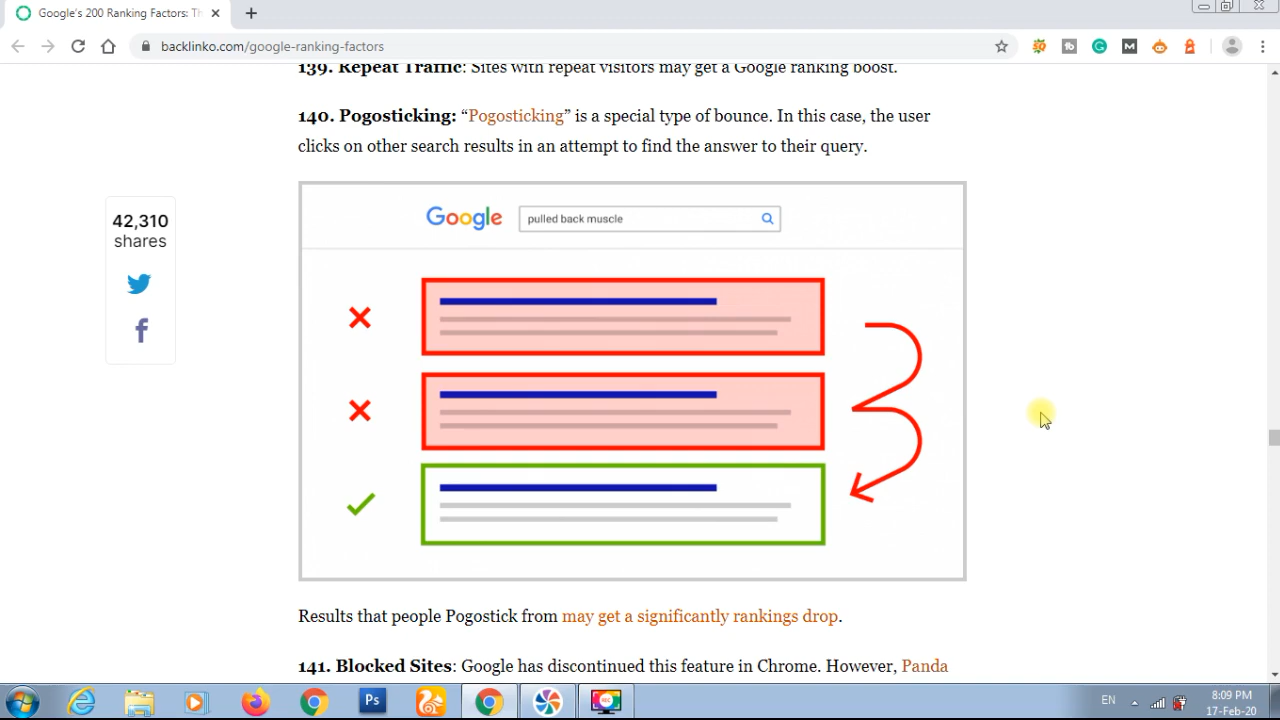 Google's 200 Ranking Factors: Th
backlinko.com/google-ranking-factors
139. Repeat Traffic: Sites with repeat visitors may get a Google ranking boost.
140. Pogosticking: “Pogosticking” is a special type of bounce. In this case, the user
clicks on other search results in an attempt to find the answer to their query.
42,310
shares
Google pulled back muscle
Results that people Pogostick from may get a significantly rankings drop.
141. Blocked Sites: Google has discontinued this feature in Chrome. However, Panda
Ps
REC
EN
8:09 PM
17-Feb-20